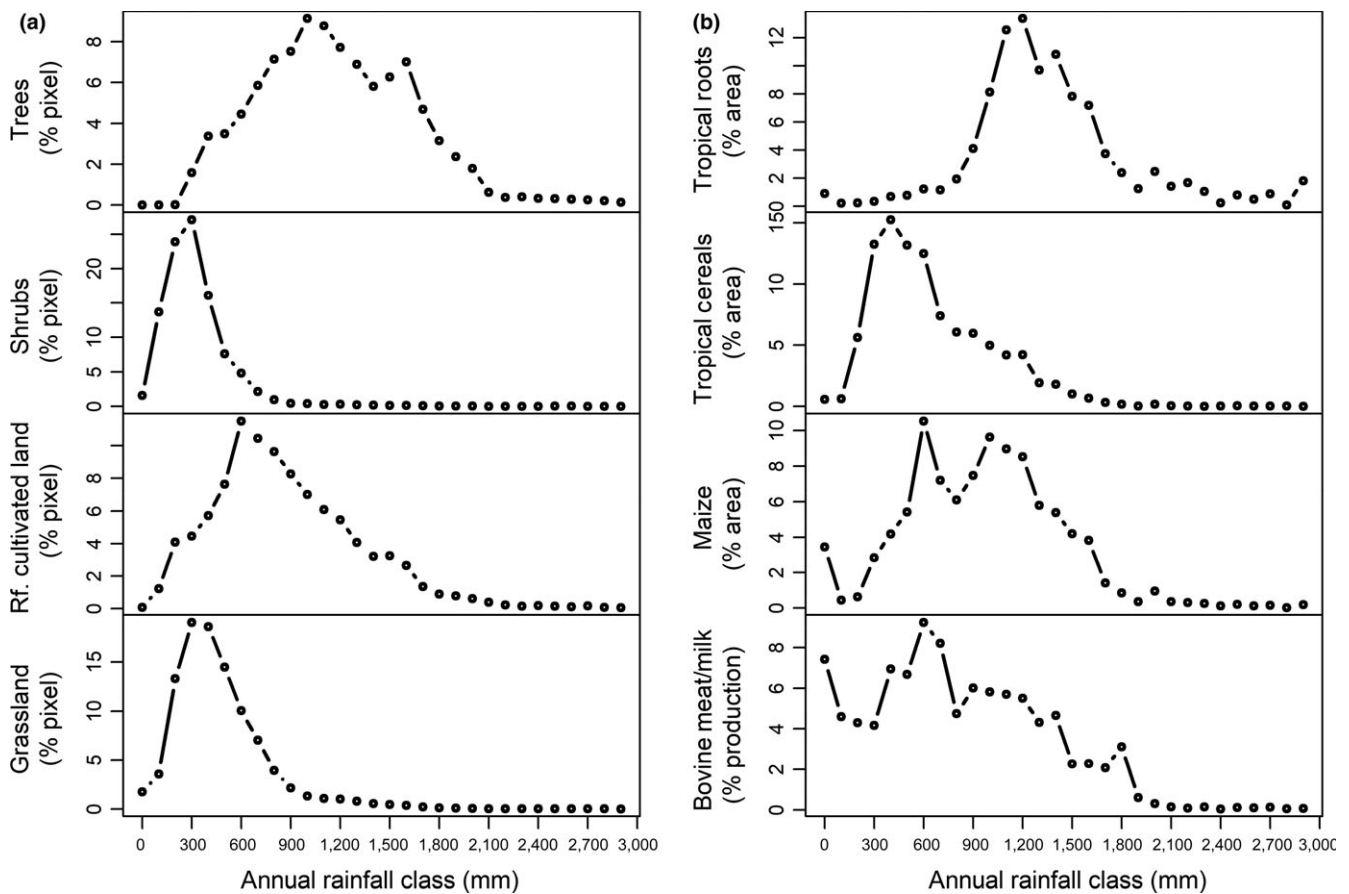 (a)
Trees
(% pixel)
8
6
4
2
0
Shrubs
(% pixel)
20
10
5
0
Rf. cultivated land
(% pixel)
8
6
4
2
0
Grassland
(% pixel)
15
10
5
0
0 300 600 900 1,200 1,500 1,800 2,100 2,400 2,700 3,000
Annual rainfall class (mm)
(b)
Tropical roots
(% area)
12
10
8
6
4
2
0
Tropical cereals
(% area)
15
10
5
0
Maize
(% area)
10
8
6
4
2
0
Bovine meat/milk
(% production)
8
6
4
2
0
0 300 600 900 1,200 1,500 1,800 2,100 2,400 2,700 3,000
Annual rainfall class (mm)